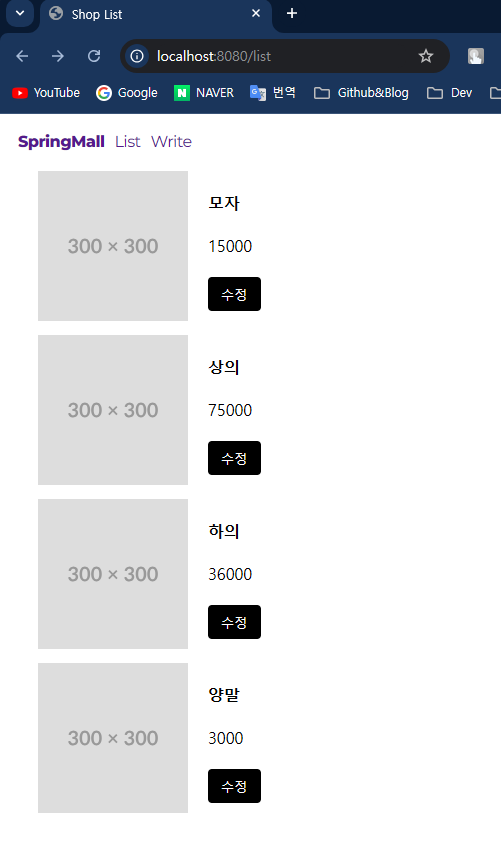 Shop List
localhost:8080/list
YouTube Google NAVER 번역 Github&Blog Dev
SpringMall List Write
300 × 300
모자
15000
수정
300 × 300
상의
75000
수정
300 × 300
하의
36000
수정
300 × 300
양말
3000
수정